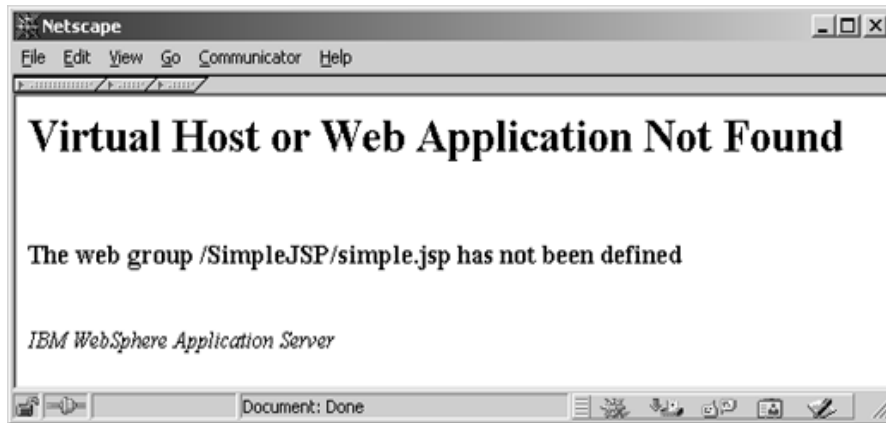 Netscape
File Edit View Go Communicator Help
Virtual Host or Web Application Not Found
The web group /SimpleJSP/simple.jsp has not been defined
IBM WebSphere Application Server
Document: Done